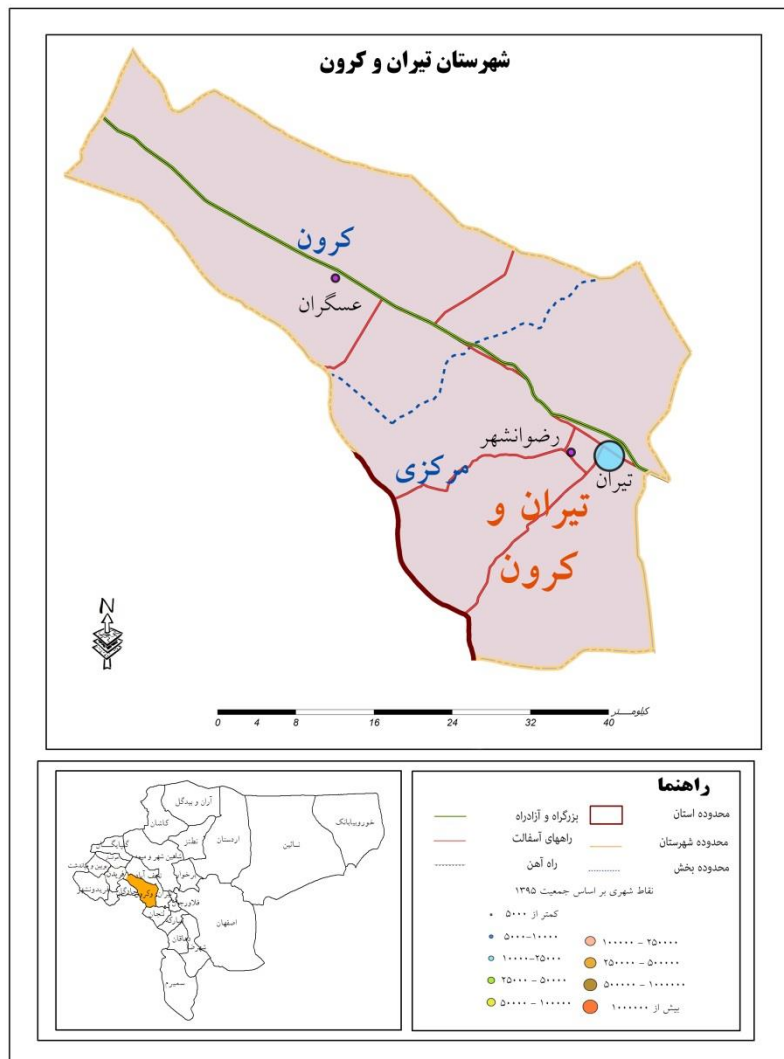 شهرستان تیران و کرون
کرون
عسگران
رضوانشهر
مرکزی
تیران
تیران و
کرون
N
کیلومتر
0 4 8 16 24 32 40
آران و بیدگل
کاشان
خوروبیابانک
نطنز
اردستان
نائین
برخوار
اصفهان
دهاقان
سمیرم
راهنما
محدوده استان
بزرگراه و آزادراه
محدوده شهرستان
راههای آسفالت
محدوده بخش
راه آهن
نقاط شهری بر اساس جمعیت ۱۳۹۵
کمتر از ۵۰۰۰
۵۰۰۰-۱۰۰۰۰
۱۰۰۰۰-۲۵۰۰۰
۲۵۰۰۰ - ۵۰۰۰۰
۵۰۰۰۰ - ۱۰۰۰۰۰
۱۰۰۰۰۰ - ۲۵۰۰۰۰
۲۵۰۰۰۰ - ۵۰۰۰۰۰
۵۰۰۰۰۰ - ۱۰۰۰۰۰۰
بیش از ۱۰۰۰۰۰۰